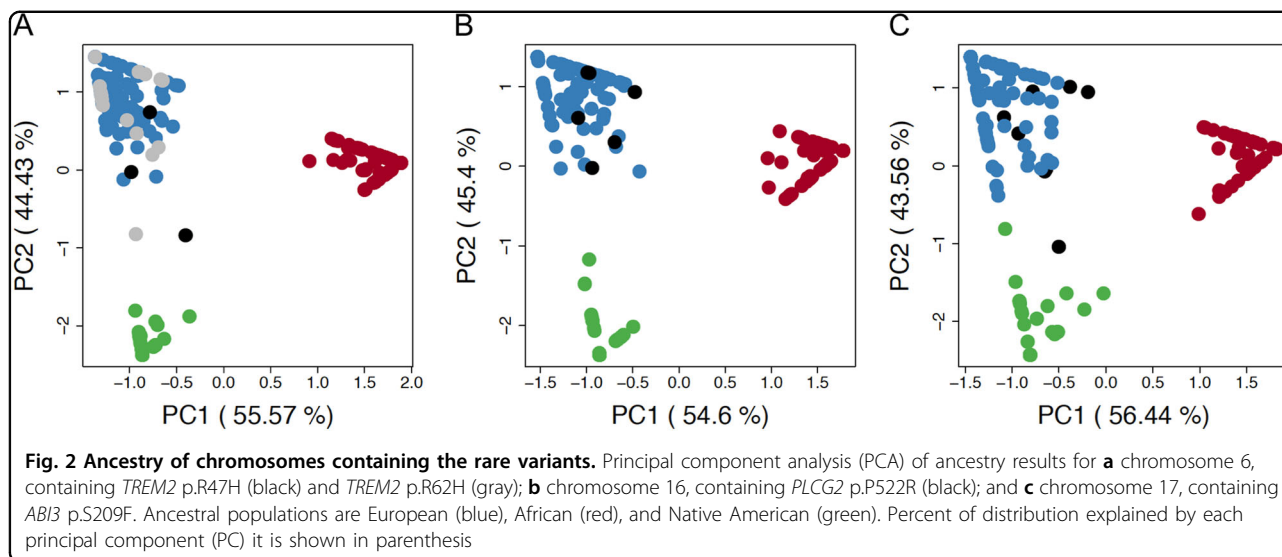 A
B
C
PC2 ( 44.43 %)
1
0
-1
-2
-1.0 -0.5 0.0 0.5 1.0 1.5 2.0
PC1 ( 55.57 %)
PC2 ( 45.4 %)
1
0
-1
-2
-1.5 -1.0 -0.5 0.0 0.5 1.0 1.5
PC1 ( 54.6 %)
PC2 ( 43.56 %)
1
0
-1
-2
-1.5 -1.0 -0.5 0.0 0.5 1.0 1.5
PC1 ( 56.44 %)
Fig. 2 Ancestry of chromosomes containing the rare variants. Principal component analysis (PCA) of ancestry results for a chromosome 6,
containing TREM2 p.R47H (black) and TREM2 p.R62H (gray); b chromosome 16, containing PLCG2 p.P522R (black); and c chromosome 17, containing
ABI3 p.S209F. Ancestral populations are European (blue), African (red), and Native American (green). Percent of distribution explained by each
principal component (PC) it is shown in parenthesis